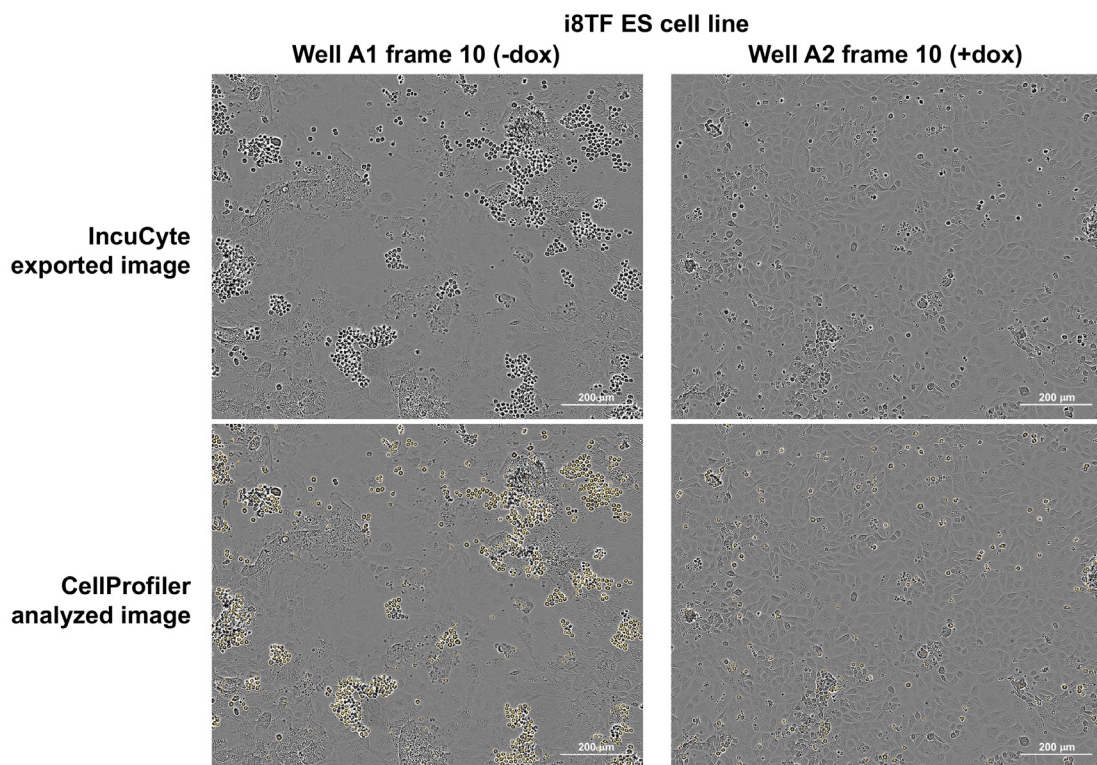 i8TF ES cell line
Well A1 frame 10 (-dox)
Well A2 frame 10 (+dox)
IncuCyte
exported image
200 μm
200 μm
CellProfiler
analyzed image
200 μm
200 μm